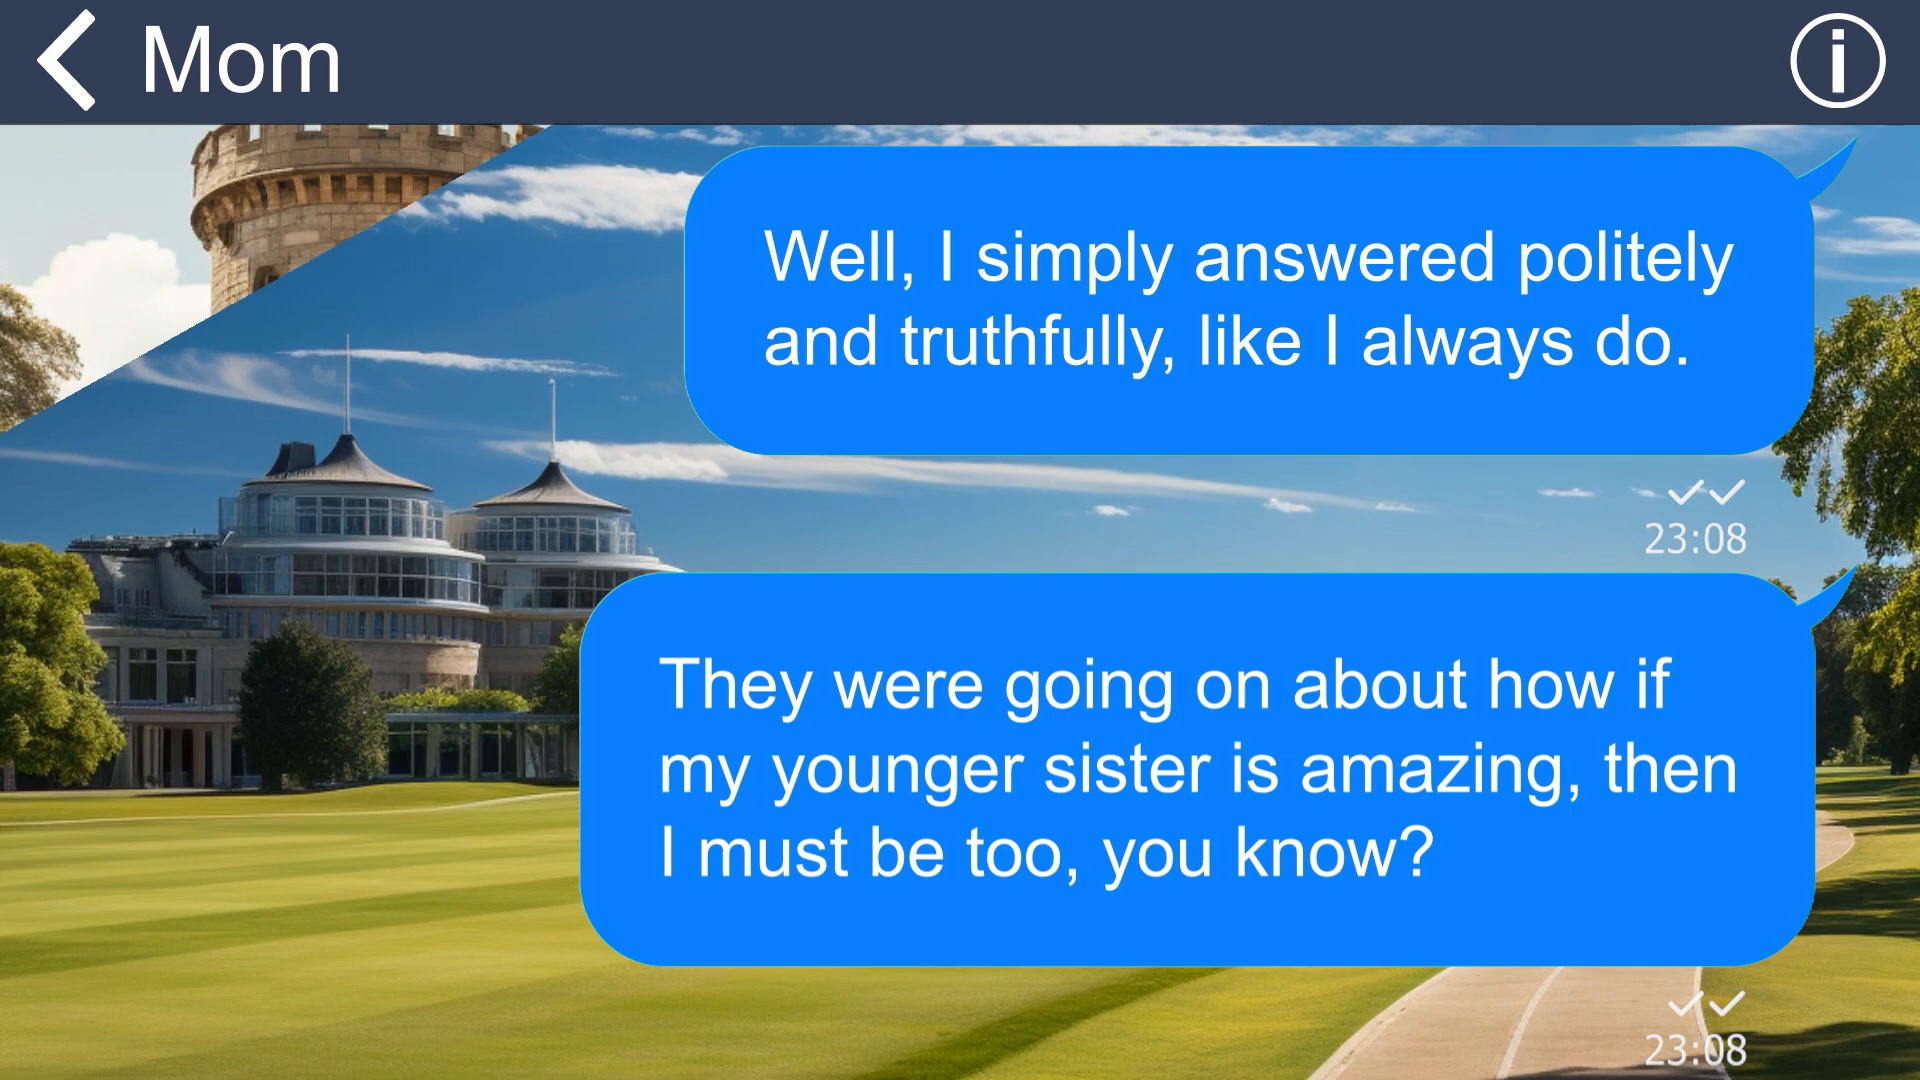 Mom
Well, I simply answered politely
and truthfully, like I always do.
23:08
They were going on about how if
my younger sister is amazing, then
I must be too, you know?
23:08